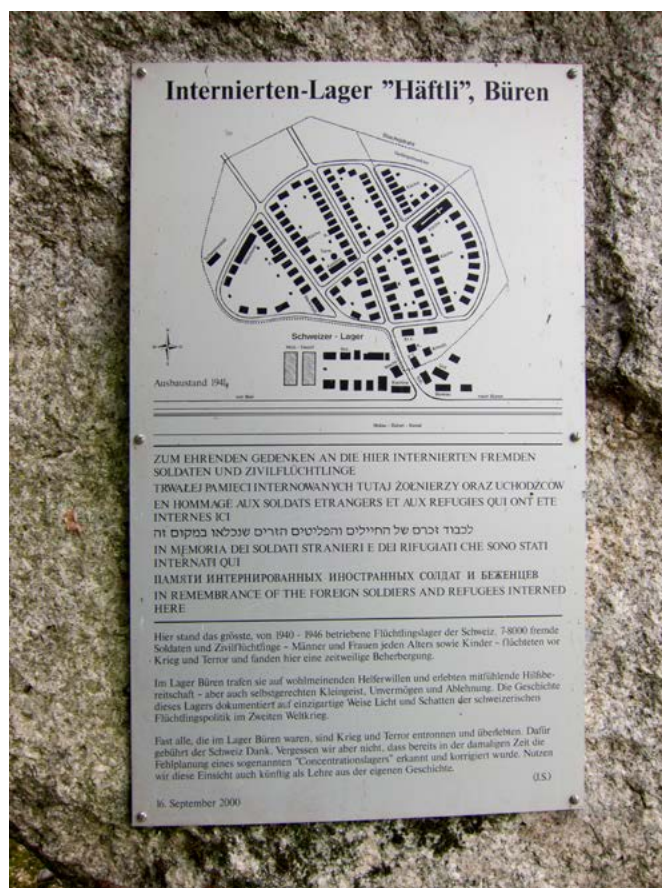 Internierten-Lager "Häftli", Büren
Schweizer - Lager
Ausbaustand 1941
von Biel
nach Büren
Nidau - Büren - Kanal
ZUM EHRENDEN GEDENKEN AN DIE HIER INTERNIERTEN FREMDEN
SOLDATEN UND ZIVILFLÜCHTLINGE
TRWAŁEJ PAMIECI INTERNOWANYCH TUTAJ ŻOŁNIERZY ORAZ UCHODZCÓW
EN HOMMAGE AUX SOLDATS ETRANGERS ET AUX REFUGIES QUI ONT ETE
INTERNES ICI
לכבוד זכרם של החיילים והפליטים הזרים שנכלאו במקום זה
IN MEMORIA DEI SOLDATI STRANIERI E DEI RIFUGIATI CHE SONO STATI
INTERNATI QUI
ПАМЯТИ ИНТЕРНИРОВАННЫХ ИНОСТРАННЫХ СОЛДАТ И БЕЖЕНЦЕВ
IN REMEMBRANCE OF THE FOREIGN SOLDIERS AND REFUGEES INTERNED
HERE
Hier stand das grösste, von 1940 - 1946 betriebene Flüchtlingslager der Schweiz. 7-8000 fremde
Soldaten und Zivilflüchtlinge – Männer und Frauen jeden Alters sowie Kinder – flüchteten vor
Krieg und Terror und fanden hier eine zeitweilige Beherbergung.
Im Lager Büren trafen sie auf wohlmeinenden Helferwillen und erlebten mitfühlende Hilfsbe-
reitschaft – aber auch selbstgerechten Kleingeist, Unvermögen und Ablehnung. Die Geschichte
dieses Lagers dokumentiert auf einzigartige Weise Licht und Schatten der schweizerischen
Flüchtlingspolitik im Zweiten Weltkrieg.
Fast alle, die im Lager Büren waren, sind Krieg und Terror entronnen und überlebten. Dafür
gebührt der Schweiz Dank. Vergessen wir aber nicht, dass bereits in der damaligen Zeit die
Fehlplanung eines sogenannten "Concentrationslagers" erkannt und korrigiert wurde. Nutzen
wir diese Einsicht auch künftig als Lehre aus der eigenen Geschichte.
(J.S.)
16. September 2000